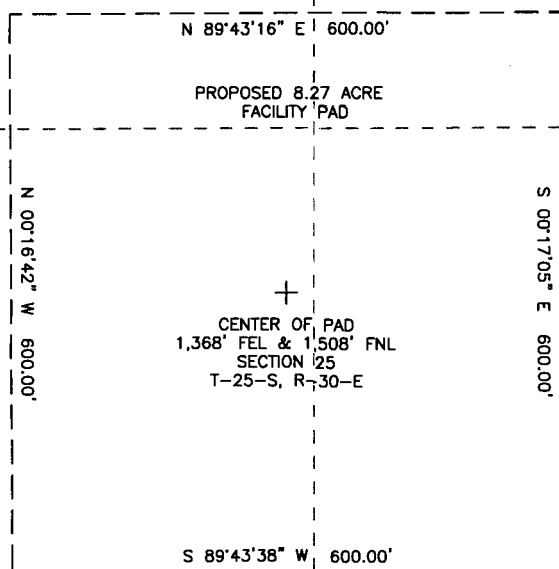 N 89°43'16" E 600.00'
PROPOSED 8.27 ACRE
FACILITY PAD
N 00°16'42" W 600.00'
S 00°17'05" E 600.00'
CENTER OF PAD
1,368' FEL & 1,508' FNL
SECTION 25
T-25-S, R-30-E
S 89°43'38" W 600.00'